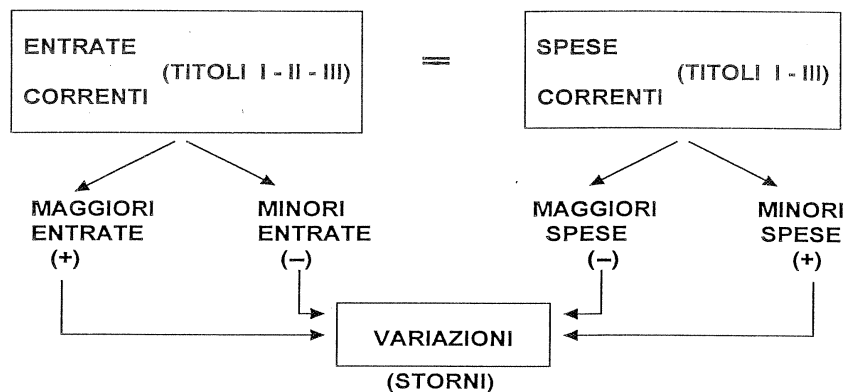 ENTRATE
(TITOLI I - II - III)
CORRENTI
=
SPESE
(TITOLI I - III)
CORRENTI
MAGGIORI
ENTRATE
(+)
MINORI
ENTRATE
(–)
MAGGIORI
SPESE
(–)
MINORI
SPESE
(+)
VARIAZIONI
(STORNI)